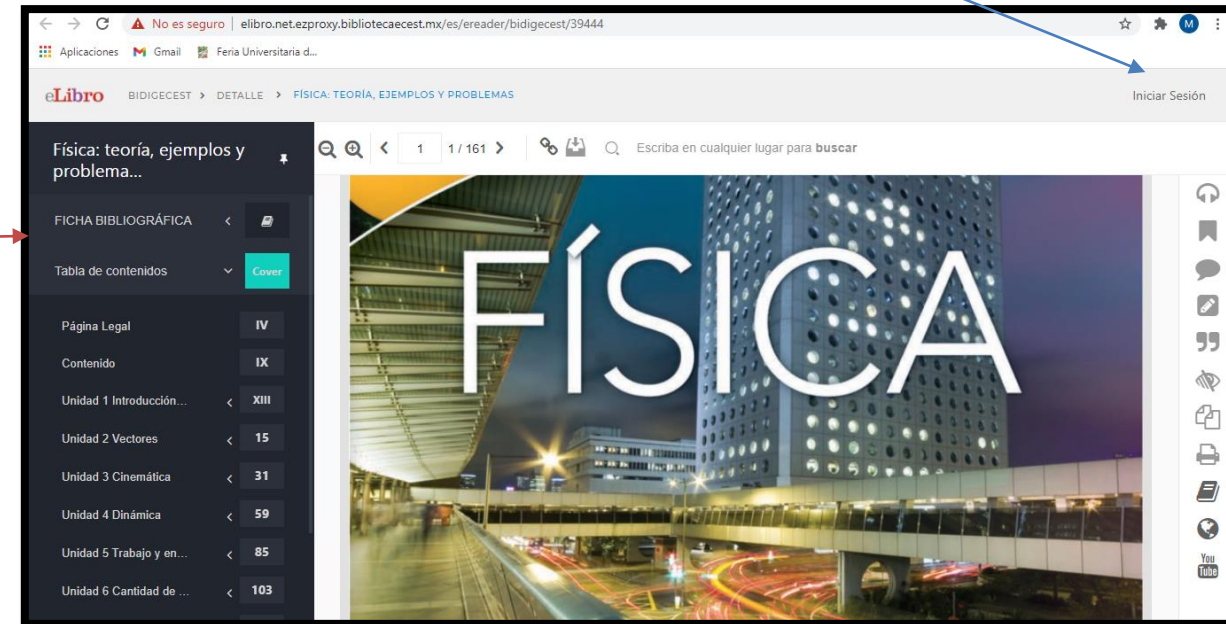 No es seguro | elibro.net.ezproxy.bibliotecaecest.mx/es/ereader/bidigecest/39444
M
Aplicaciones Gmail Feria Universitaria d...
eLibro BIDIGECEST > DETALLE > FÍSICA: TEORÍA, EJEMPLOS Y PROBLEMAS Iniciar Sesión
Física: teoría, ejemplos y
problema...
1 1 / 161 Escriba en cualquier lugar para buscar
FICHA BIBLIOGRÁFICA
Tabla de contenidos Cover
Página Legal IV
Contenido IX
Unidad 1 Introducción... XIII
Unidad 2 Vectores 15
Unidad 3 Cinemática 31
Unidad 4 Dinámica 59
Unidad 5 Trabajo y en... 85
Unidad 6 Cantidad de ... 103
FÍSICA
You
Tube